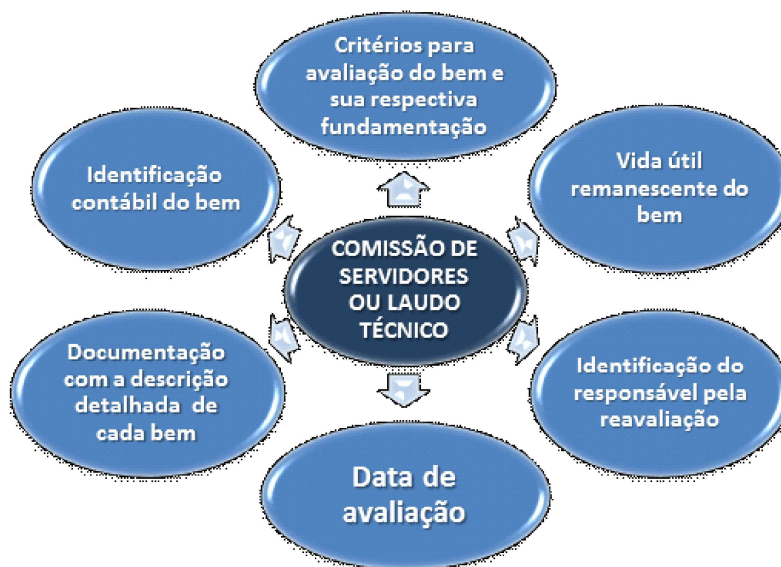 Critérios para
avaliação do bem e
sua respectiva
fundamentação
Identificação
contábil do bem
Vida útil
remanescente do
bem
COMISSÃO DE
SERVIDORES
OU LAUDO
TÉCNICO
Documentação
com a descrição
detalhada de
cada bem
Identificação do
responsável pela
reavaliação
Data de
avaliação